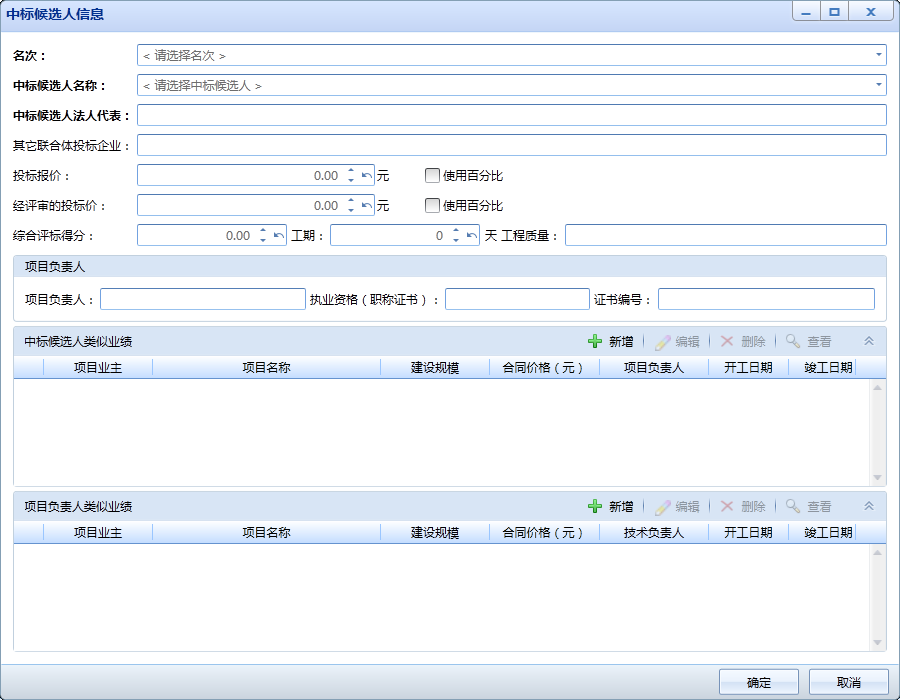 中标候选人信息
名次：
< 请选择名次 >
中标候选人名称：
< 请选择中标候选人 >
中标候选人法人代表：
其它联合体投标企业：
投标报价： 0.00 元 使用百分比
经评审的投标价： 0.00 元 使用百分比
综合评标得分： 0.00 工期： 0 天 工程质量：
项目负责人
项目负责人： 执业资格（职称证书）： 证书编号：
中标候选人类似业绩 新增 编辑 删除 查看
项目业主 项目名称 建设规模 合同价格（元） 项目负责人 开工日期 竣工日期
项目负责人类似业绩 新增 编辑 删除 查看
项目业主 项目名称 建设规模 合同价格（元） 技术负责人 开工日期 竣工日期
确定 取消